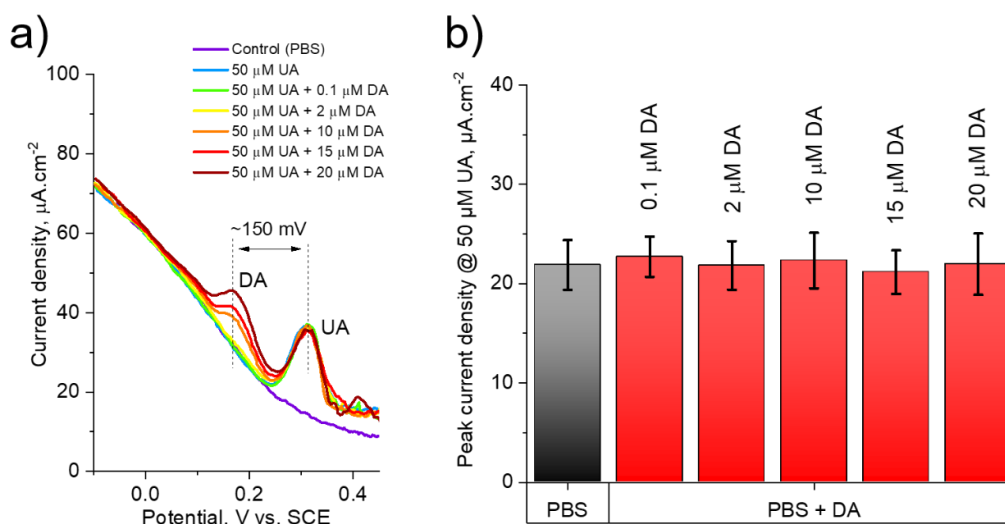 a)
Control (PBS)
50 μM UA
50 μM UA + 0.1 μM DA
50 μM UA + 2 μM DA
50 μM UA + 10 μM DA
50 μM UA + 15 μM DA
50 μM UA + 20 μM DA
100
80
60
40
20
0
Current density, μA.cm⁻²
~150 mV
DA
UA
0.0
0.2
0.4
Potential, V vs. SCE
b)
40
30
20
10
0
Peak current density @ 50 μM UA, μA.cm⁻²
0.1 μM DA
2 μM DA
10 μM DA
15 μM DA
20 μM DA
PBS
PBS + DA